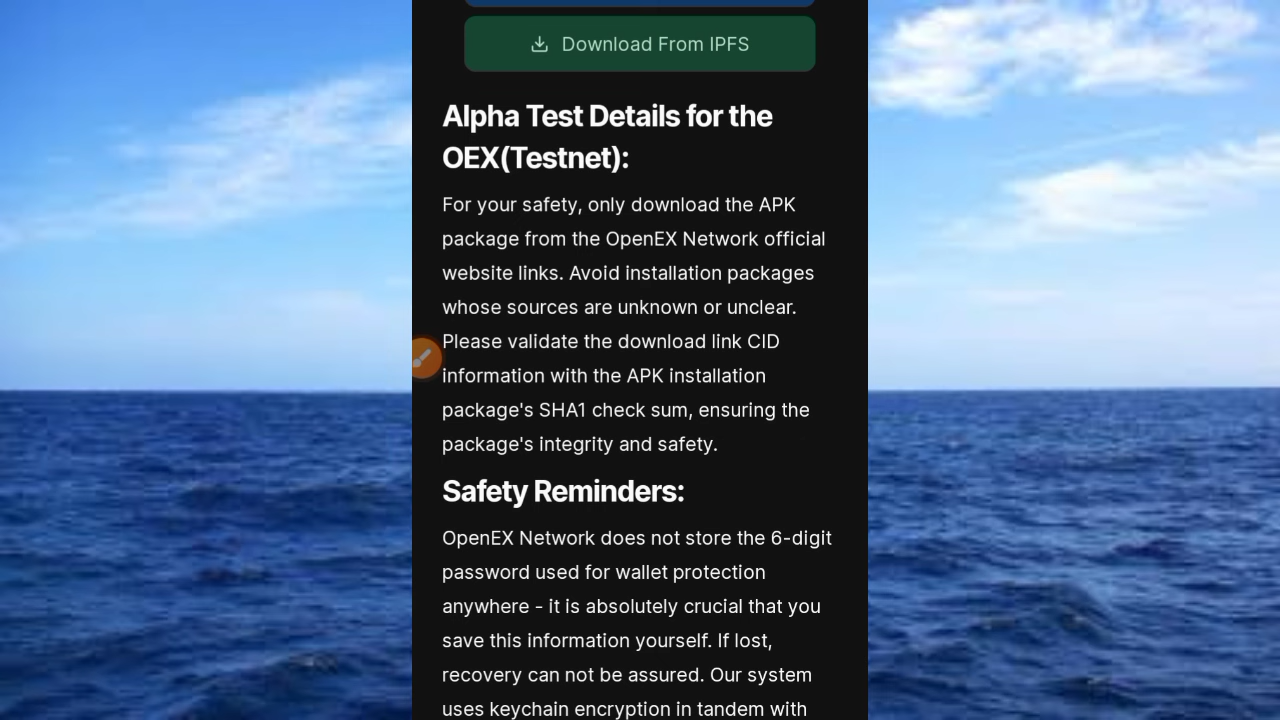 Download From IPFS
Alpha Test Details for the
OEX(Testnet):
For your safety, only download the APK
package from the OpenEX Network official
website links. Avoid installation packages
whose sources are unknown or unclear.
Please validate the download link CID
information with the APK installation
package's SHA1 check sum, ensuring the
package's integrity and safety.
Safety Reminders:
OpenEX Network does not store the 6-digit
password used for wallet protection
anywhere - it is absolutely crucial that you
save this information yourself. If lost,
recovery can not be assured. Our system
uses keychain encryption in tandem with